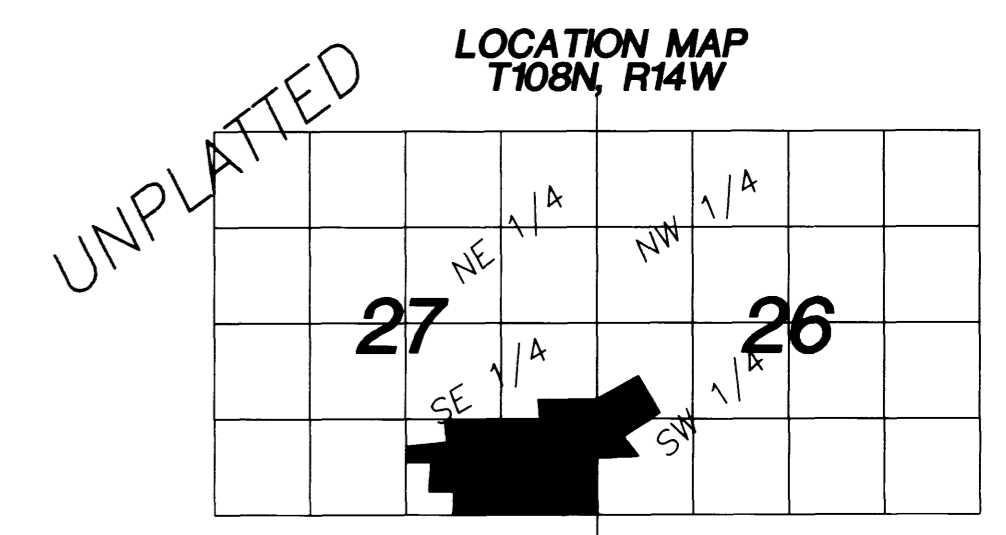 LOCATION MAP
T108N, R14W
UNPLATTED
NE 1/4
NW 1/4
27
26
SE 1/4
SW 1/4